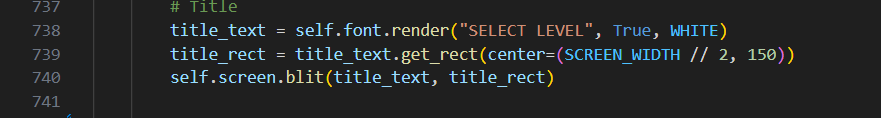 737 # Title
738 title_text = self.font.render("SELECT LEVEL", True, WHITE)
739 title_rect = title_text.get_rect(center=(SCREEN_WIDTH // 2, 150))
740 self.screen.blit(title_text, title_rect)
741